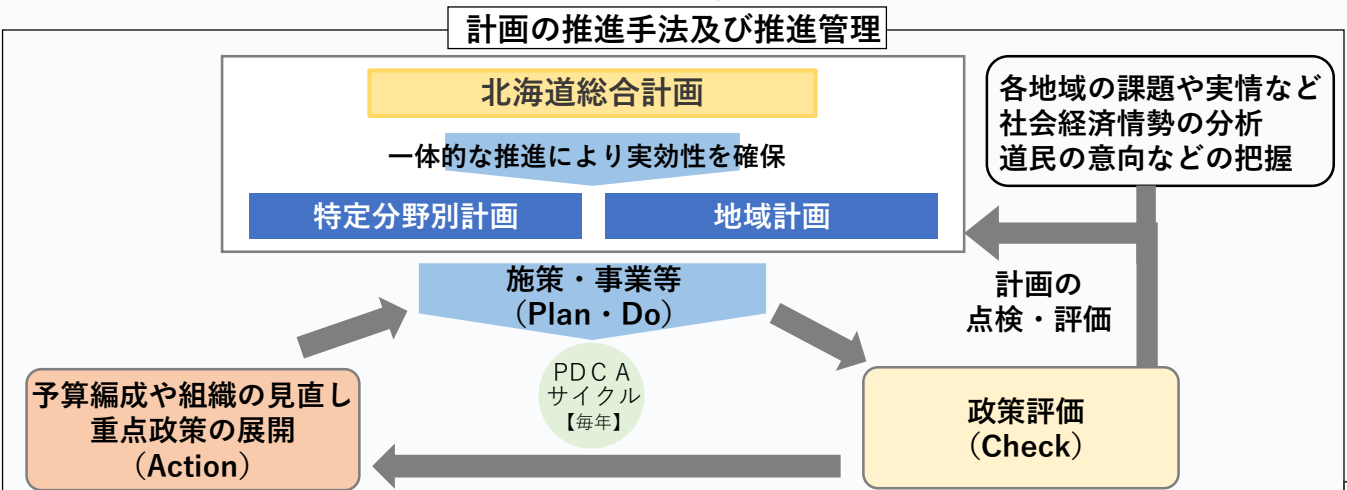 計画の推進手法及び推進管理
北海道総合計画
一体的な推進により実効性を確保
特定分野別計画
地域計画
各地域の課題や実情など
社会経済情勢の分析
道民の意向などの把握
計画の
点検・評価
施策・事業等
（Plan・Do）
PDCA
サイクル
【毎年】
予算編成や組織の見直し
重点政策の展開
（Action）
政策評価
（Check）